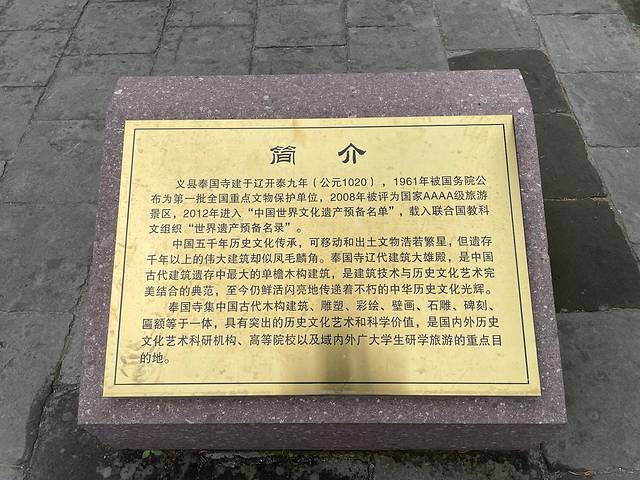 简介
义县奉国寺建于辽开泰九年（公元1020），1961年被国务院公
布为第一批全国重点文物保护单位，2008年被评为国家AAAA级旅游
景区，2012年进入“中国世界文化遗产预备名单”，载入联合国教科
文组织“世界遗产预备名录”。
中国五千年历史文化传承，可移动和出土文物浩若繁星，但遗存
千年以上的伟大建筑却似凤毛麟角。奉国寺辽代建筑大雄殿，是中国
古代建筑遗存中最大的单檐木构建筑，是建筑技术与历史文化艺术完
美结合的典范，至今仍鲜活闪亮地传递着不朽的中华历史文化光辉。
奉国寺集中国古代木构建筑、雕塑、彩绘、壁画、石雕、碑刻、
匾额等于一体，具有突出的历史文化艺术和科学价值，是国内外历史
文化艺术科研机构、高等院校以及域内外广大学生研学旅游的重点目
的地。